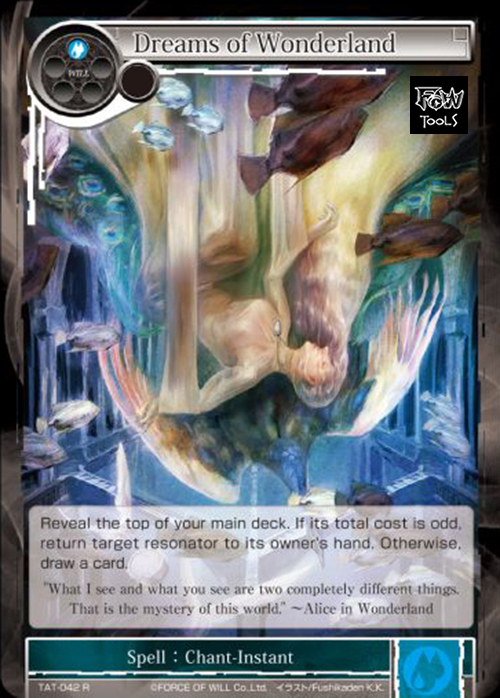 Dreams of Wonderland
WILL
FOW
TOOLS
Reveal the top of your main deck. If its total cost is odd,
return target resonator to its owner's hand. Otherwise,
draw a card.
"What I see and what you see are two completely different things.
That is the mystery of this world." ~Alice in Wonderland
Spell : Chant-Instant
TAT-042 R ©FORCE OF WILL Co.,Ltd. イラスト/Fushikaden K.K.